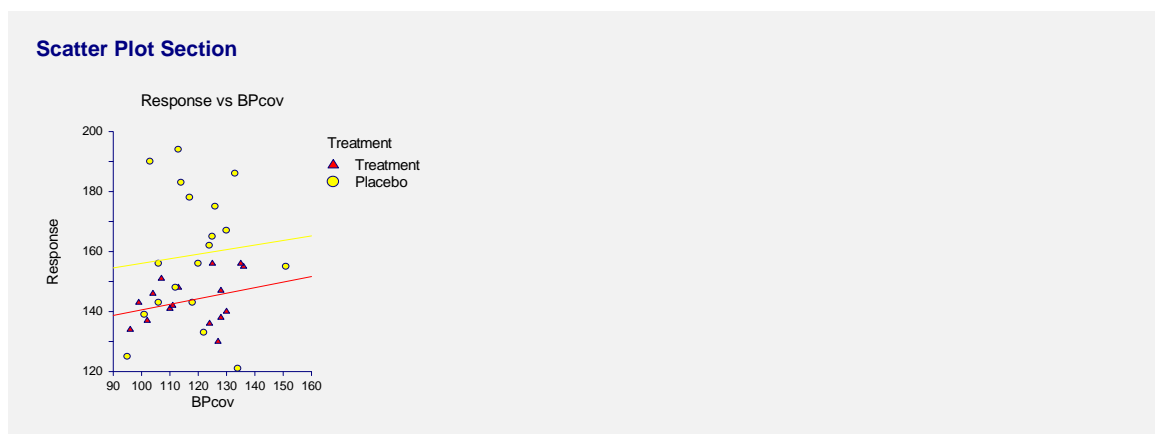 Scatter Plot Section
Response vs BPcov
200
180
160
140
120
Response
90 100 110 120 130 140 150 160
BPcov
Treatment
Treatment
Placebo